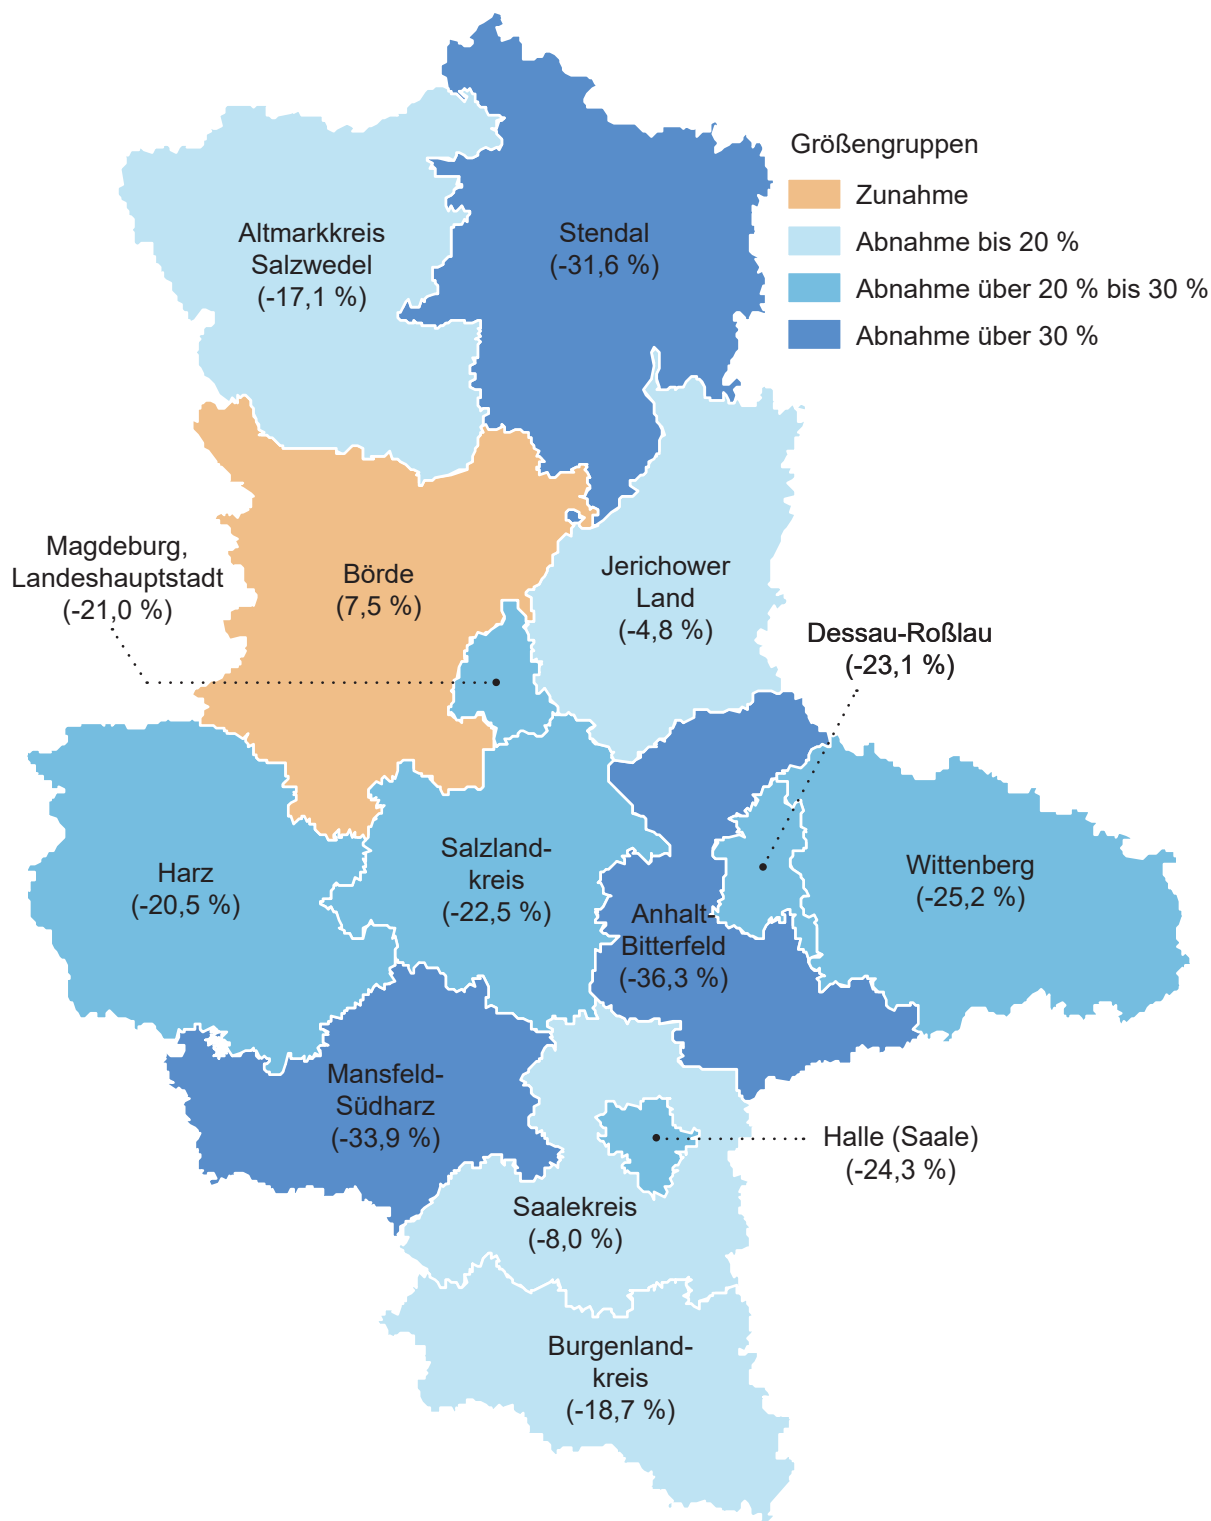 Größengruppen
Zunahme
Abnahme bis 20 %
Abnahme über 20 % bis 30 %
Abnahme über 30 %
Altmarkkreis
Salzwedel
(-17,1 %)
Stendal
(-31,6 %)
Magdeburg,
Landeshauptstadt
(-21,0 %)
Börde
(7,5 %)
Jerichower
Land
(-4,8 %)
Dessau-Roßlau
(-23,1 %)
Harz
(-20,5 %)
Salzland-
kreis
(-22,5 %)
Wittenberg
(-25,2 %)
Anhalt-
Bitterfeld
(-36,3 %)
Mansfeld-
Südharz
(-33,9 %)
Halle (Saale)
(-24,3 %)
Saalekreis
(-8,0 %)
Burgenland-
kreis
(-18,7 %)